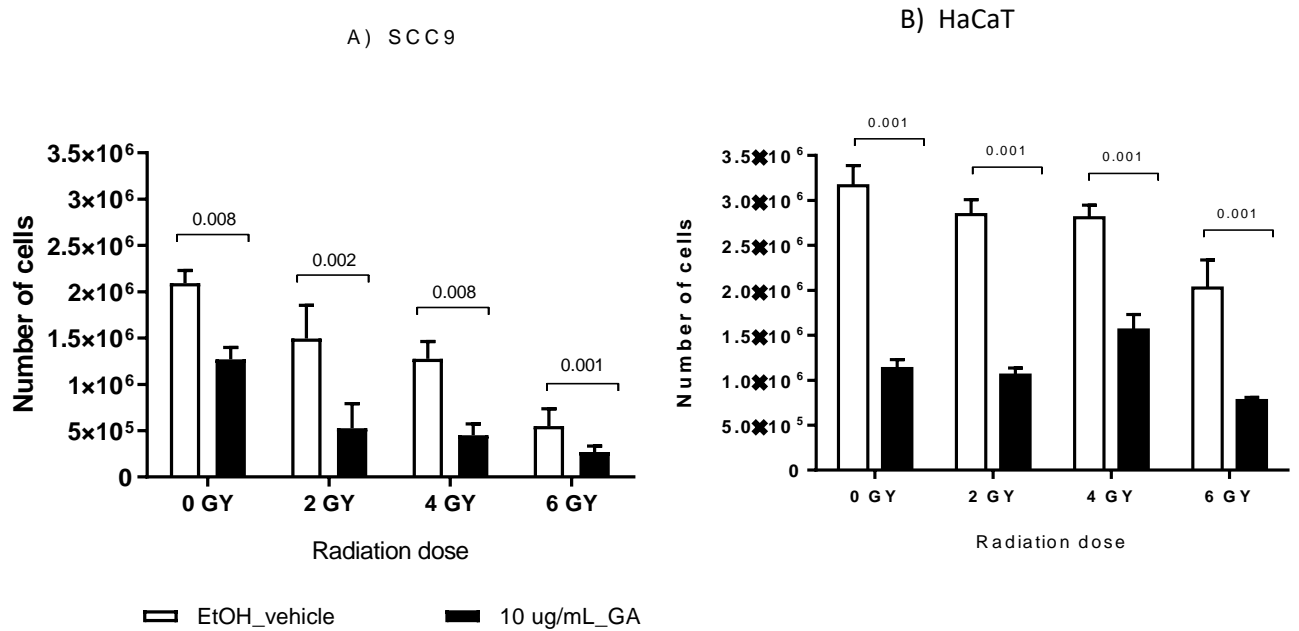 A) SCC9
3.5×10⁶
3×10⁶
2.5×10⁶
2×10⁶
1.5×10⁶
1×10⁶
5×10⁵
0
Number of cells
0.008
0.002
0.008
0.001
0 GY 2 GY 4 GY 6 GY
Radiation dose
B) HaCaT
3.5✖10⁶
3.0✖10⁶
2.5✖10⁶
2.0✖10⁶
1.5✖10⁶
1.0✖10⁶
5.0✖10⁵
0
Number of cells
0.001
0.001
0.001
0.001
0 GY 2 GY 4 GY 6 GY
Radiation dose
EtOH_vehicle 10 ug/mL_GA